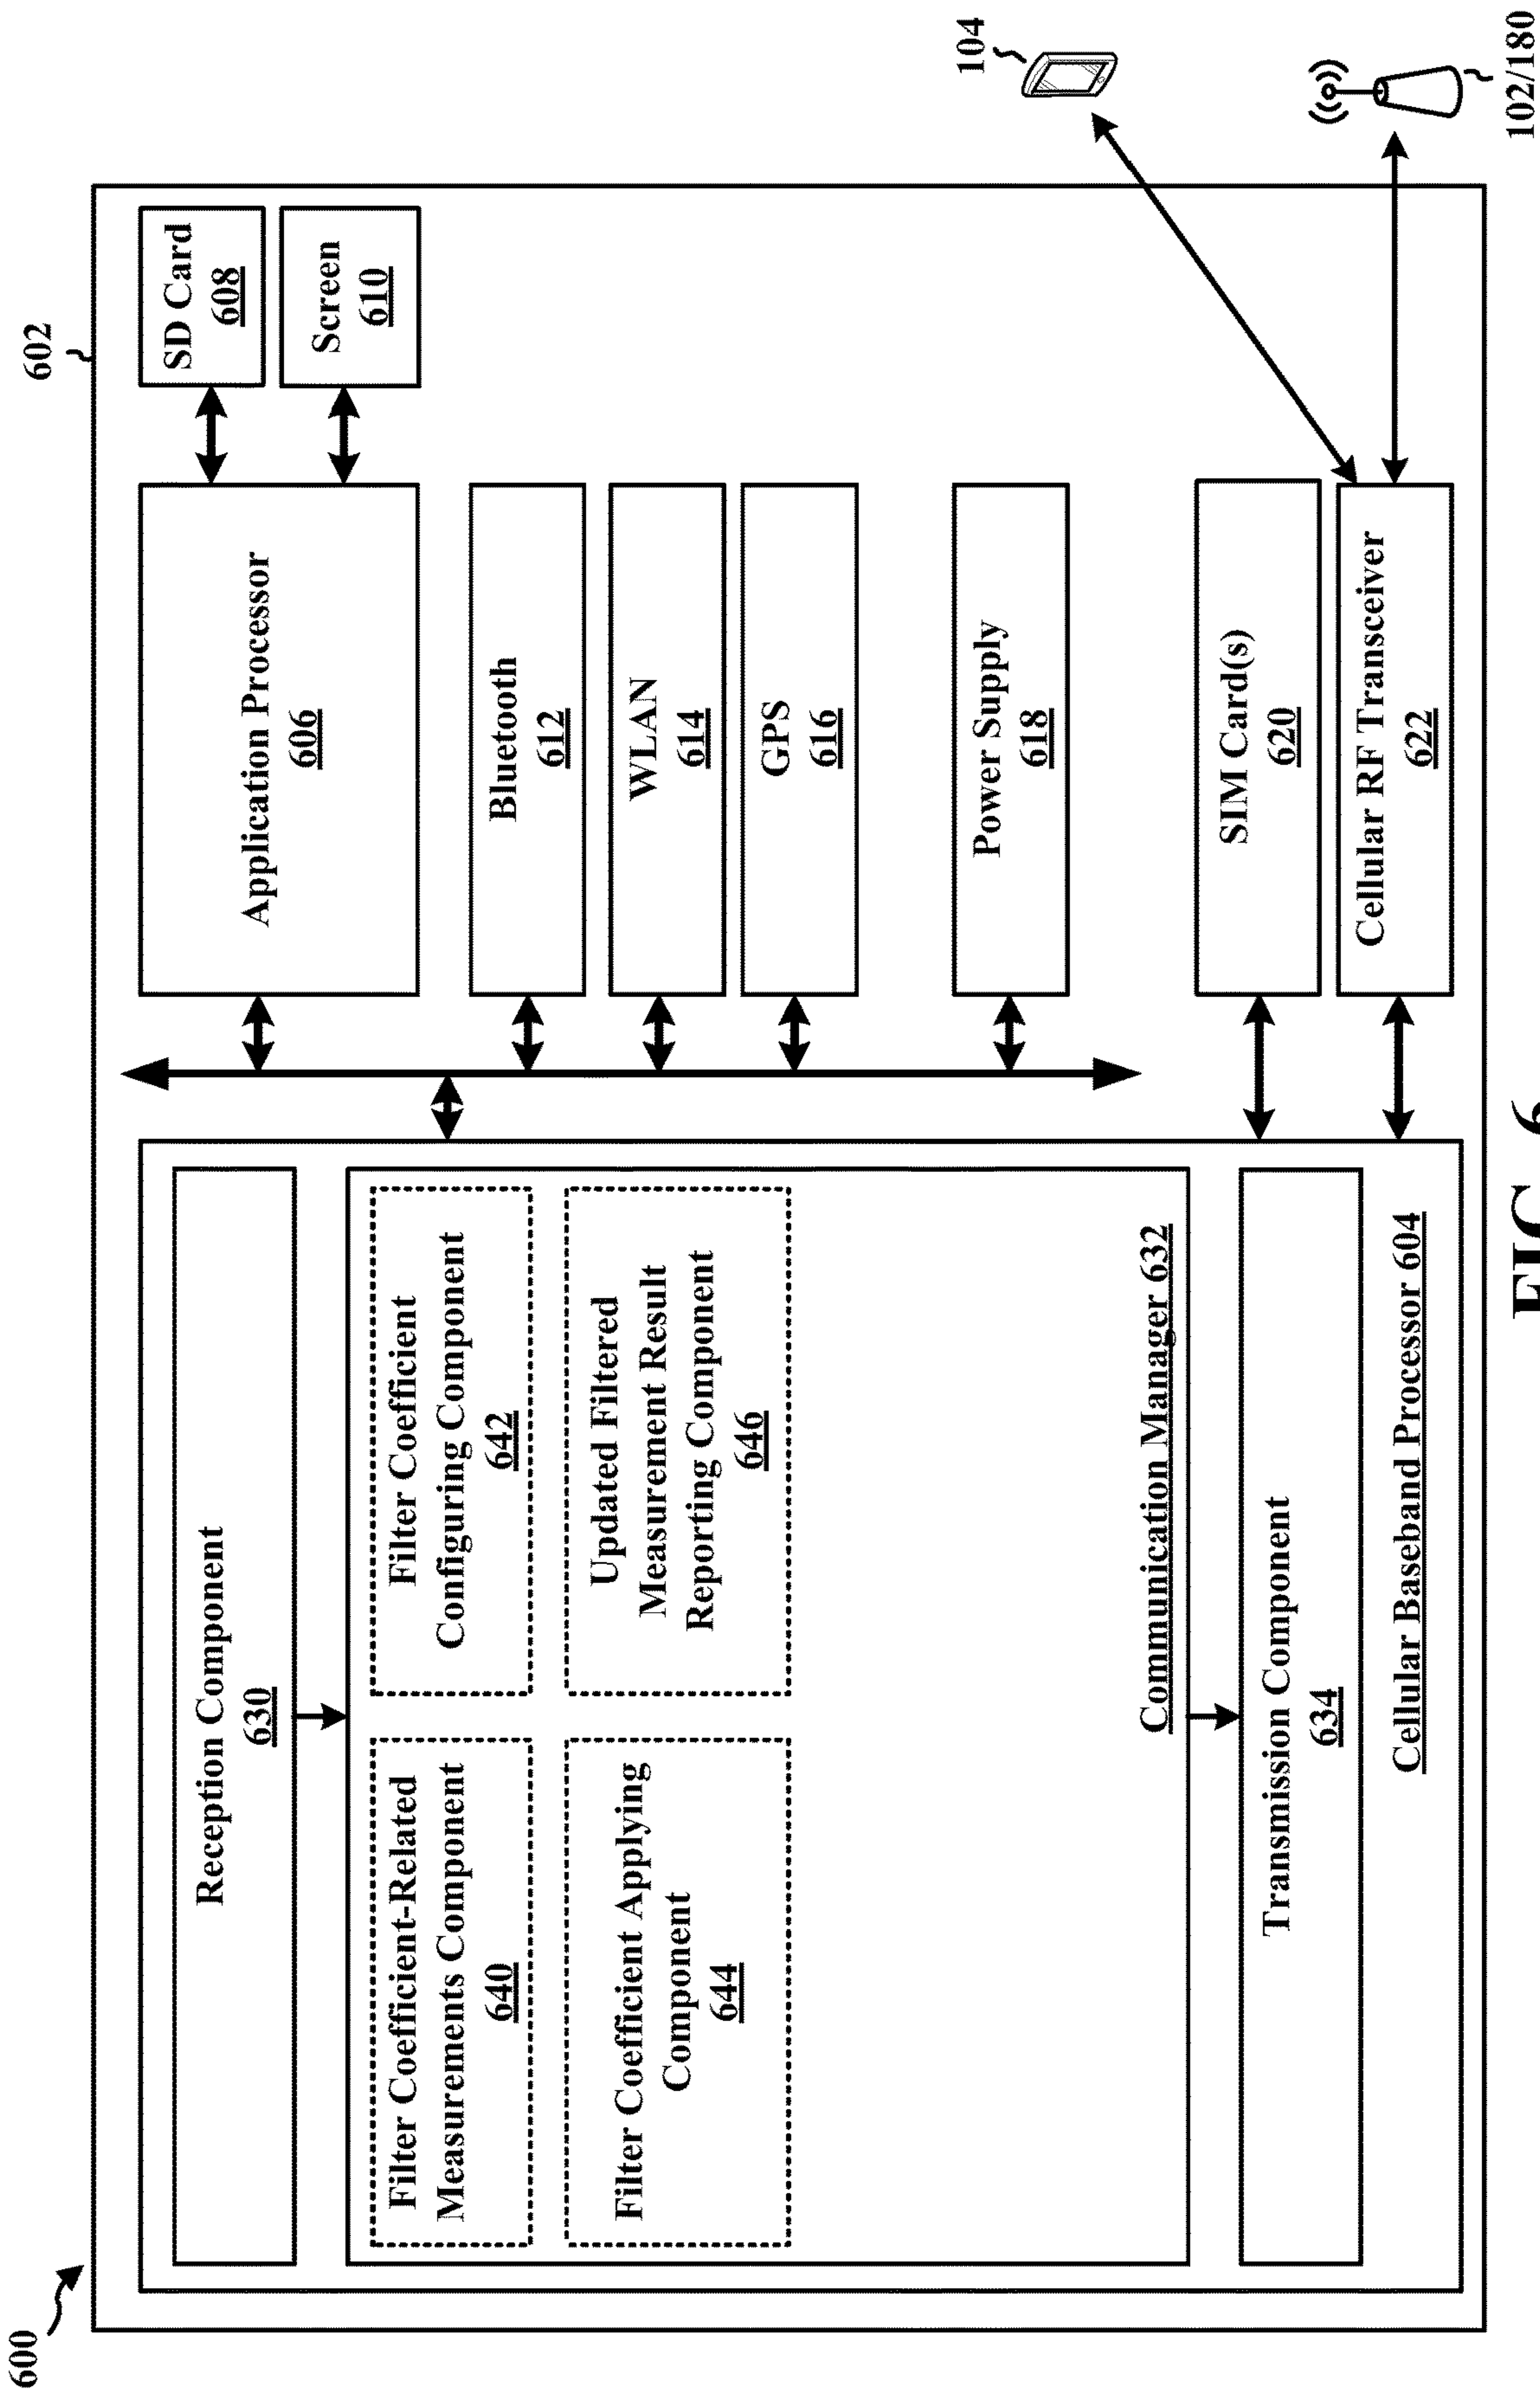 600
602
Reception Component
630
Filter Coefficient-Related
Measurements Component
640
Filter Coefficient
Configuring Component
642
Filter Coefficient Applying
Component
644
Updated Filtered
Measurement Result
Reporting Component
646
Communication Manager 632
Transmission Component
634
Cellular Baseband Processor 604
Application Processor
606
SD Card
608
Screen
610
Bluetooth
612
WLAN
614
GPS
616
Power Supply
618
SIM Card(s)
620
Cellular RF Transceiver
622
104
102/180
FIG. 6